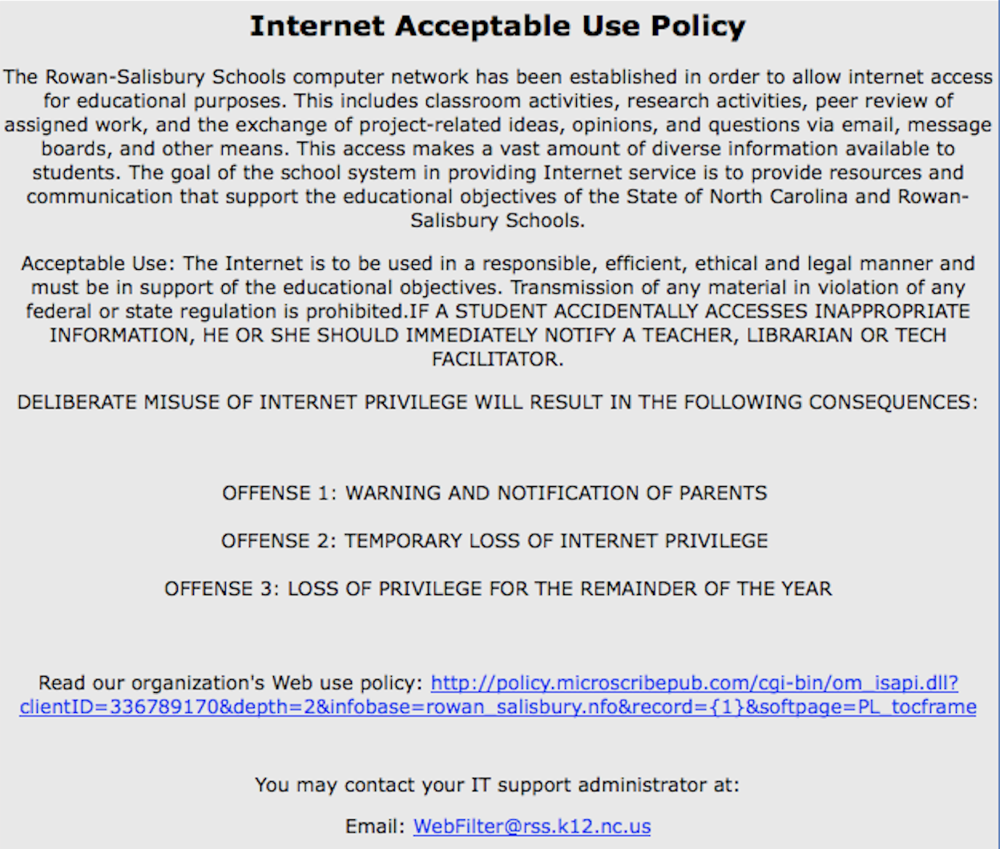 Internet Acceptable Use Policy
The Rowan-Salisbury Schools computer network has been established in order to allow internet access
for educational purposes. This includes classroom activities, research activities, peer review of
assigned work, and the exchange of project-related ideas, opinions, and questions via email, message
boards, and other means. This access makes a vast amount of diverse information available to
students. The goal of the school system in providing Internet service is to provide resources and
communication that support the educational objectives of the State of North Carolina and Rowan-
Salisbury Schools.
Acceptable Use: The Internet is to be used in a responsible, efficient, ethical and legal manner and
must be in support of the educational objectives. Transmission of any material in violation of any
federal or state regulation is prohibited.IF A STUDENT ACCIDENTALLY ACCESSES INAPPROPRIATE
INFORMATION, HE OR SHE SHOULD IMMEDIATELY NOTIFY A TEACHER, LIBRARIAN OR TECH
FACILITATOR.
DELIBERATE MISUSE OF INTERNET PRIVILEGE WILL RESULT IN THE FOLLOWING CONSEQUENCES:
OFFENSE 1: WARNING AND NOTIFICATION OF PARENTS
OFFENSE 2: TEMPORARY LOSS OF INTERNET PRIVILEGE
OFFENSE 3: LOSS OF PRIVILEGE FOR THE REMAINDER OF THE YEAR
Read our organization's Web use policy: http://policy.microscribepub.com/cgi-bin/om_isapi.dll?
clientID=336789170&depth=2&infobase=rowan_salisbury.nfo&record={1}&softpage=PL_tocframe
You may contact your IT support administrator at:
Email: WebFilter@rss.k12.nc.us